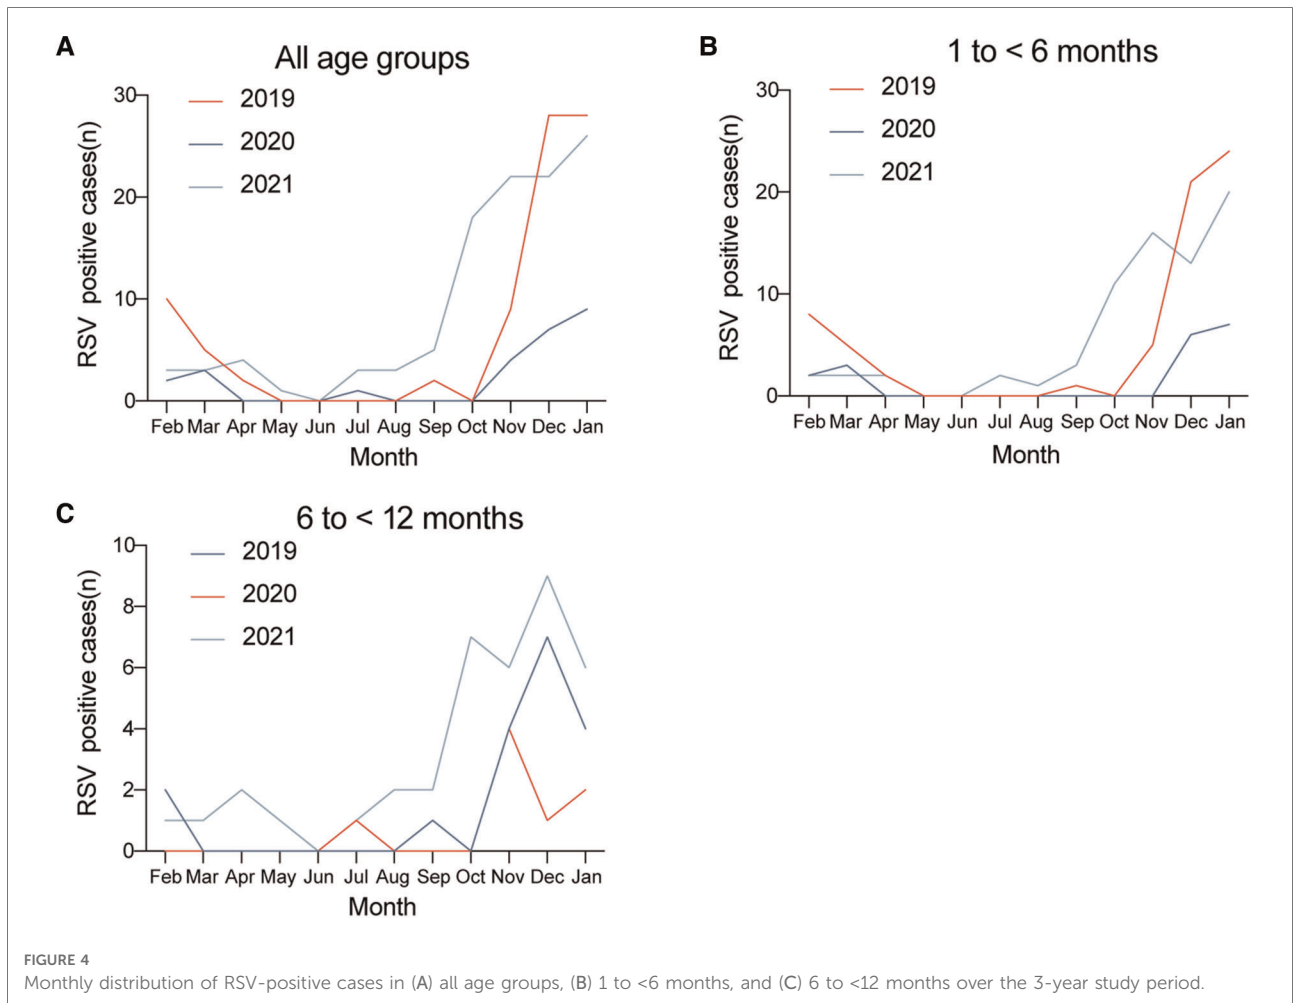 A
All age groups
2019
2020
2021
RSV positive cases(n)
30
20
10
0
Feb Mar Apr May Jun Jul Aug Sep Oct Nov Dec Jan
Month
B
1 to < 6 months
2019
2020
2021
RSV positive cases(n)
30
20
10
0
Feb Mar Apr May Jun Jul Aug Sep Oct Nov Dec Jan
Month
C
6 to < 12 months
2019
2020
2021
RSV positive cases(n)
10
8
6
4
2
0
Feb Mar Apr May Jun Jul Aug Sep Oct Nov Dec Jan
Month
FIGURE 4
Monthly distribution of RSV-positive cases in (A) all age groups, (B) 1 to <6 months, and (C) 6 to <12 months over the 3-year study period.